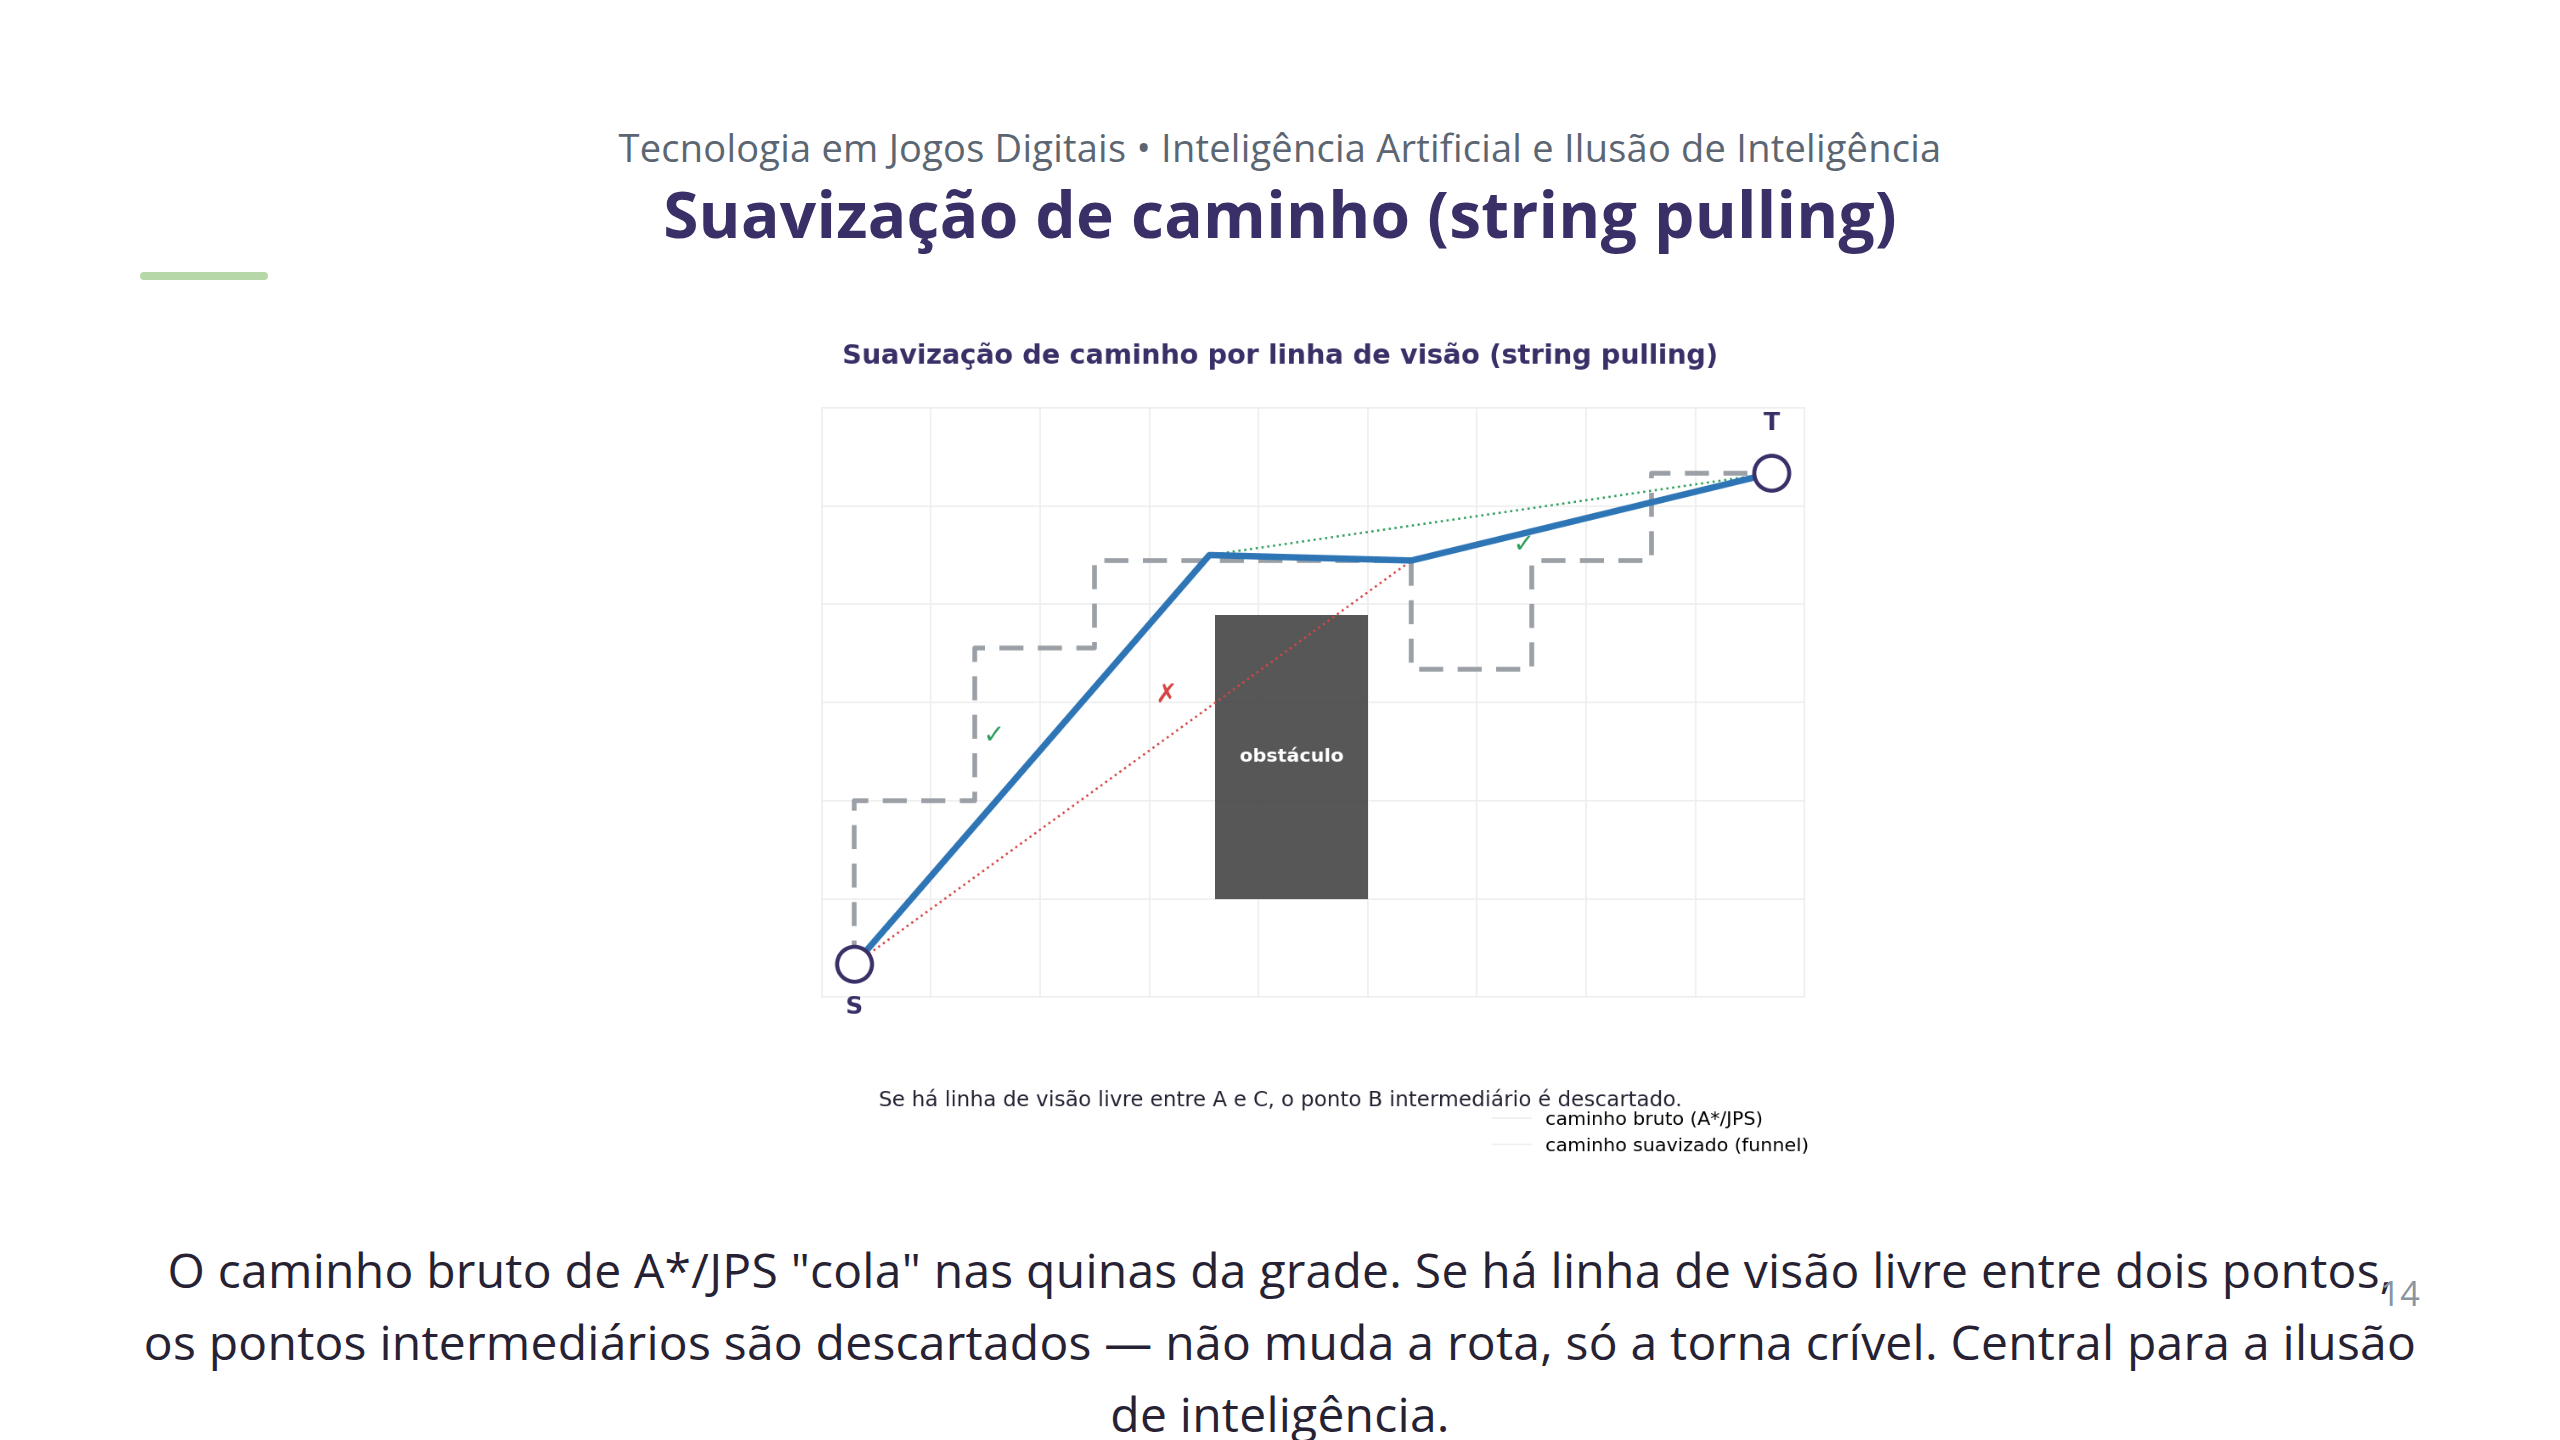 Tecnologia em Jogos Digitais • Inteligência Artificial e Ilusão de Inteligência
Suavização de caminho (string pulling)
Suavização de caminho por linha de visão (string pulling)
T
✓
✗
✓
obstáculo
S
Se há linha de visão livre entre A e C, o ponto B intermediário é descartado.
caminho bruto (A*/JPS)
caminho suavizado (funnel)
O caminho bruto de A*/JPS "cola" nas quinas da grade. Se há linha de visão livre entre dois pontos,
14
os pontos intermediários são descartados — não muda a rota, só a torna crível. Central para a ilusão
de inteligência.